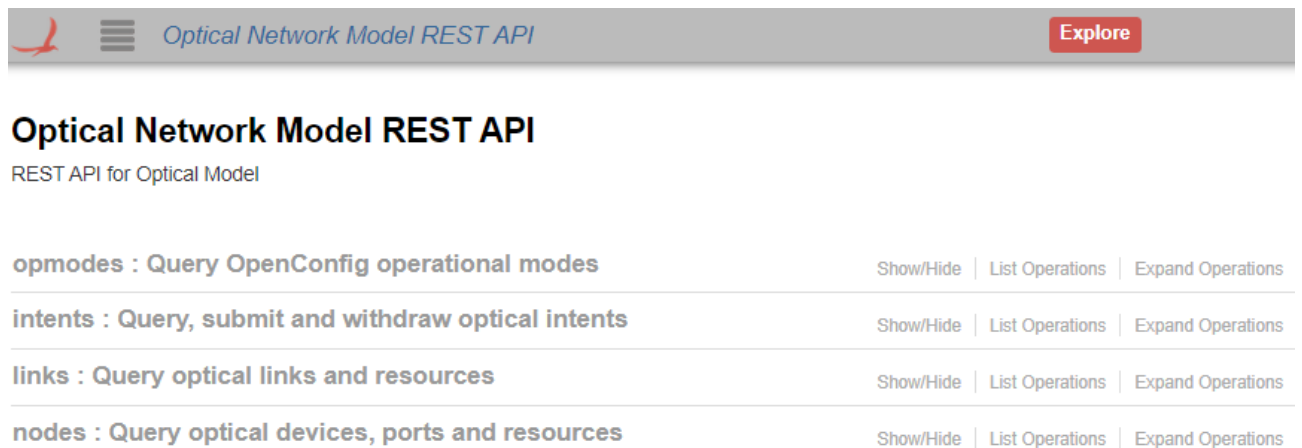 Optical Network Model REST API Explore
Optical Network Model REST API
REST API for Optical Model
opmodes : Query OpenConfig operational modes Show/Hide List Operations Expand Operations
intents : Query, submit and withdraw optical intents Show/Hide List Operations Expand Operations
links : Query optical links and resources Show/Hide List Operations Expand Operations
nodes : Query optical devices, ports and resources Show/Hide List Operations Expand Operations